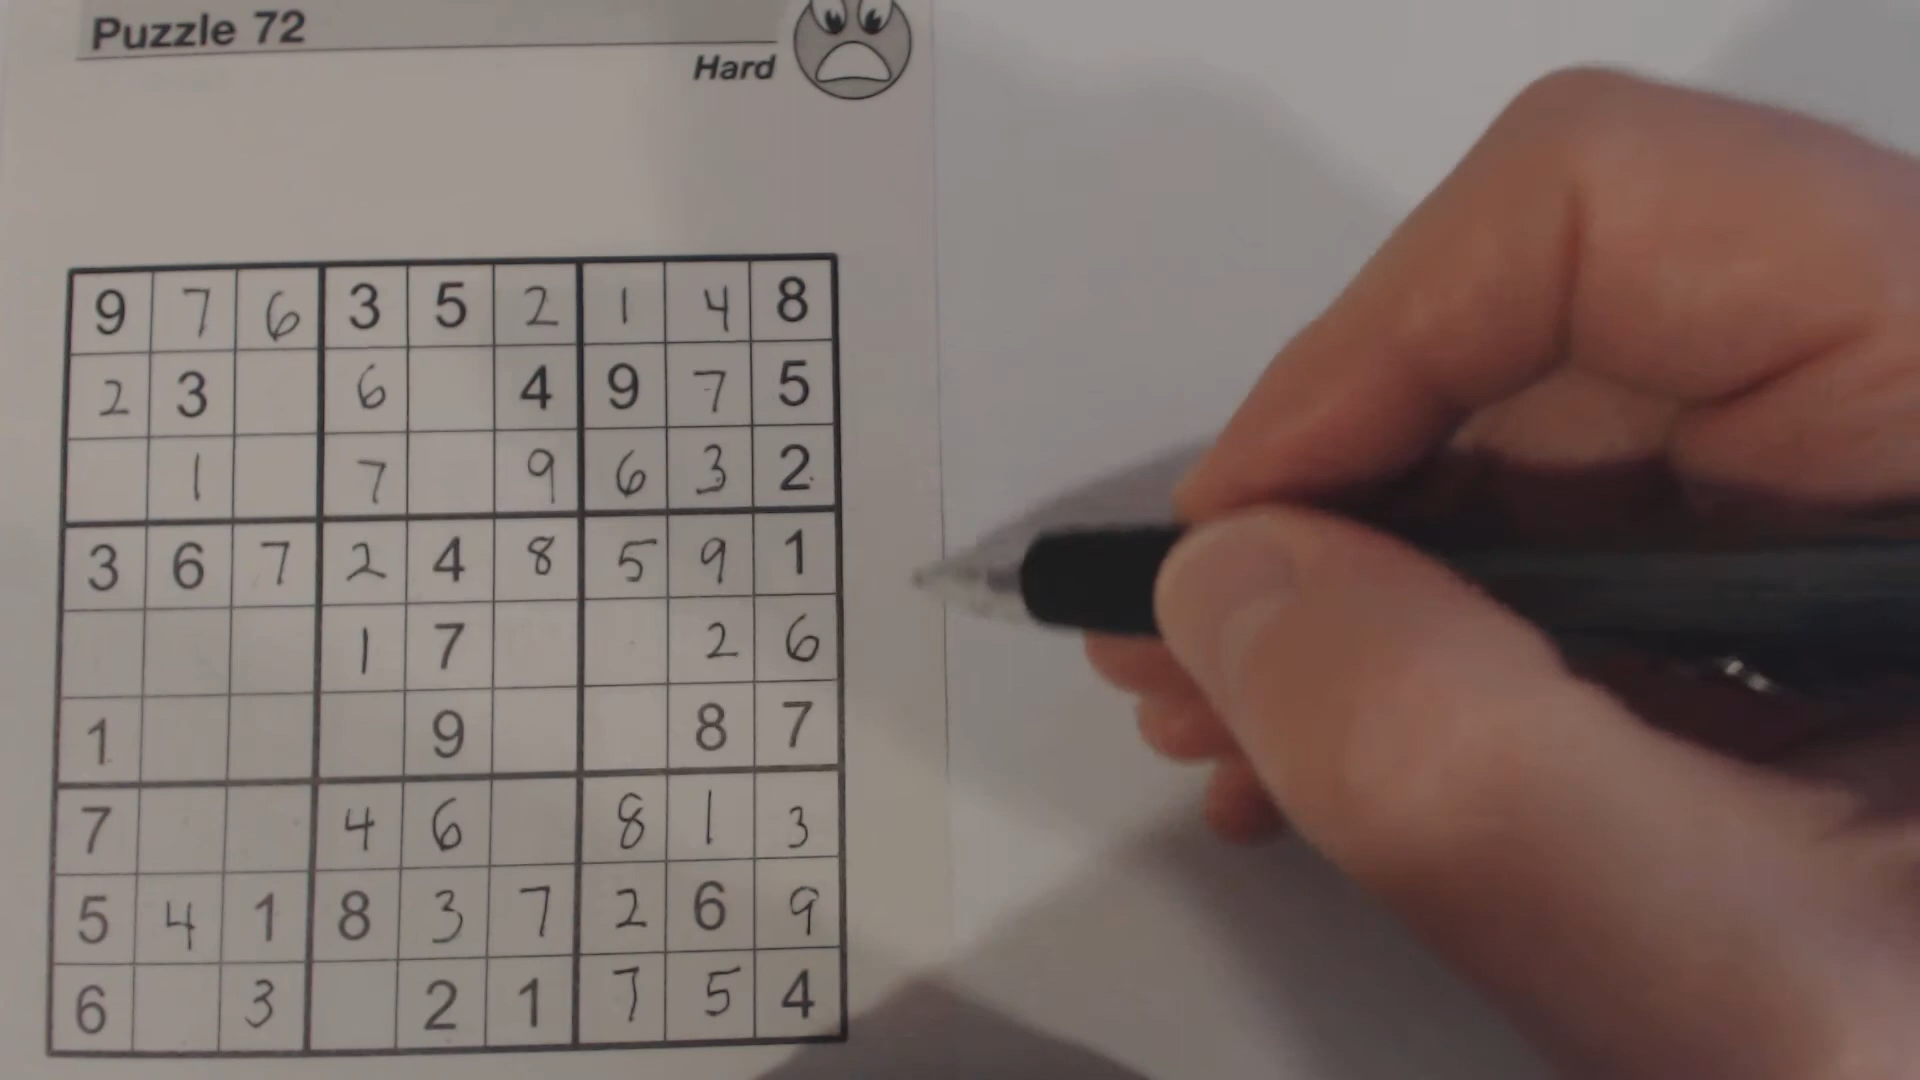 Puzzle 72
Hard
9 7 6 3 5 2 1 4 8
2 3 6 4 9 7 5
1 7 9 6 3 2
3 6 7 2 4 8 5 9 1
1 7 2 6
1 9 8 7
7 4 6 8 1 3
5 4 1 8 3 7 2 6 9
6 3 2 1 7 5 4